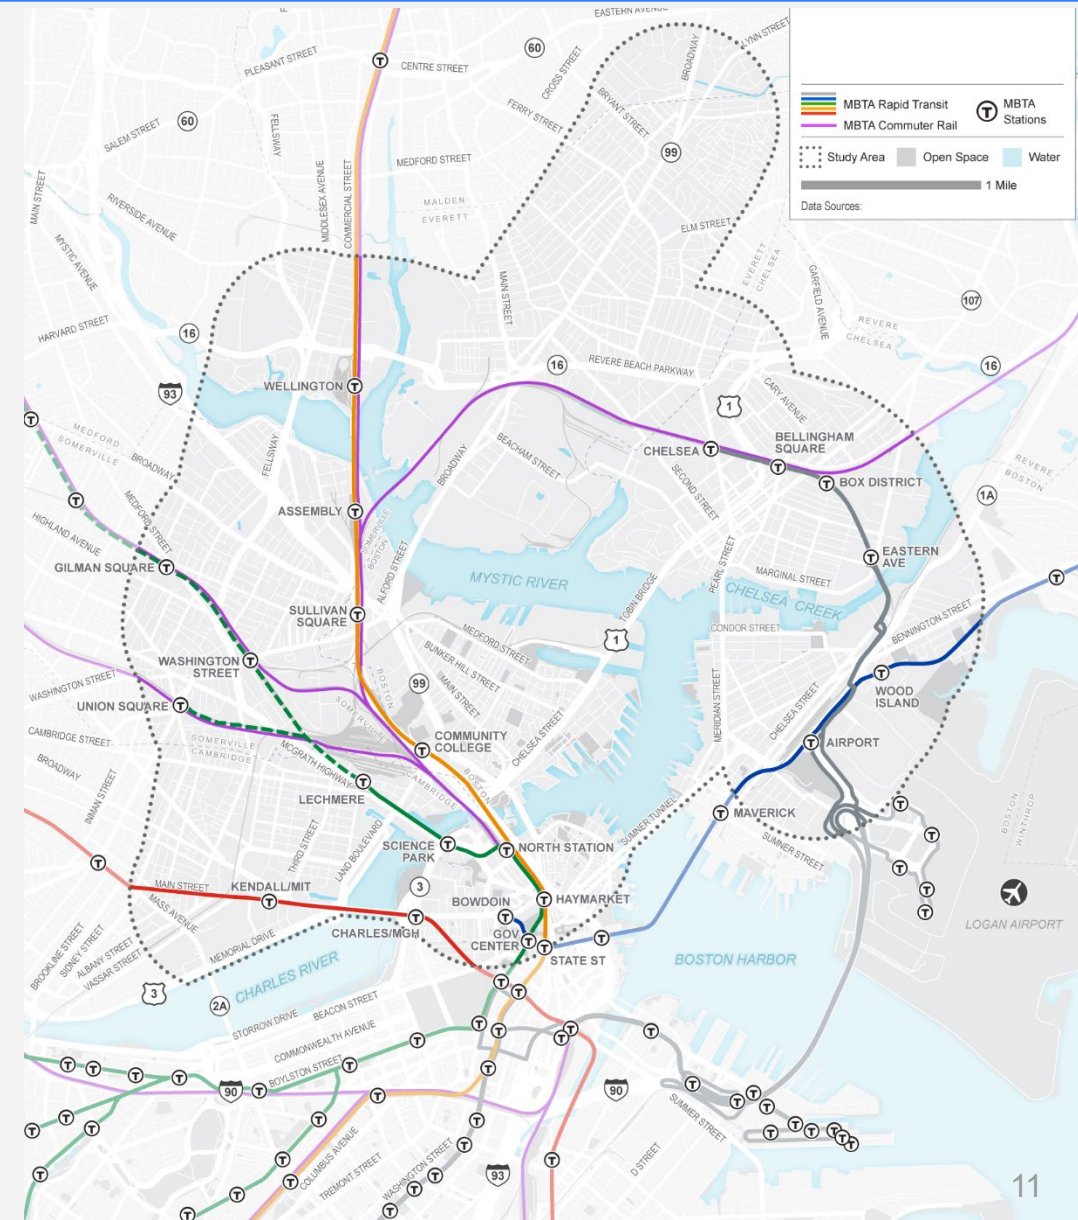 EASTERN AVENUE
LYNN STREET
60
BROADWAY
PLEASANT STREET
CENTRE STREET
CROSS STREET
MBTA Rapid Transit
MBTA Commuter Rail
T
MBTA
Stations
Study Area
Open Space
Water
1 Mile
Data Sources:
FERRY STREET
BRYANT STREET
SALEM STREET
60
FELLSWAY
99
MEDFORD STREET
MAIN STREET
MIDDLESEX AVENUE
COMMERCIAL STREET
MALDEN
EVERETT
RIVERSIDE AVENUE
ELM STREET
MYSTIC AVENUE
EVERETT
CHELSEA
GARFIELD AVENUE
MAIN STREET
107
HARVARD STREET
16
REVERE
CHELSEA
16
REVERE BEACH PARKWAY
16
93
WELLINGTON
1
CARY AVENUE
MEDFORD
SOMERVILLE
BROADWAY
FELLSWAY
BROADWAY
BEACHAM STREET
CHELSEA
BELLINGHAM
SQUARE
BOX DISTRICT
REVERE
BOSTON
1A
SECOND STREET
MEDFORD STREET
HIGHLAND AVENUE
ASSEMBLY
SOMERVILLE
BOSTON
ALFORD STREET
GILMAN SQUARE
EASTERN
AVE
PEARL STREET
MARGINAL STREET
MYSTIC RIVER
TOBIN BRIDGE
CHELSEA CREEK
SULLIVAN
SQUARE
BENNINGTON STREET
CONDOR STREET
MEDFORD STREET
1
BUNKER HILL STREET
WASHINGTON
STREET
WASHINGTON STREET
BOSTON
99
MAIN STREET
MERIDIAN STREET
CHELSEA STREET
WOOD
ISLAND
UNION SQUARE
SOMERVILLE
CAMBRIDGE STREET
SOMERVILLE
CAMBRIDGE
COMMUNITY
COLLEGE
CHELSEA STREET
AIRPORT
BROADWAY
MCGRATH HIGHWAY
CAMBRIDGE
BOSTON
INMAN STREET
LECHMERE
MAVERICK
BOSTON
WINTHROP
THIRD STREET
LAND BOULEVARD
SCIENCE
PARK
NORTH STATION
SUMNER TUNNEL
SUMNER STREET
MAIN STREET
KENDALL/MIT
3
BOWDOIN
HAYMARKET
MASS AVENUE
CHARLES/MGH
GOV
CENTER
STATE ST
LOGAN AIRPORT
BROOKLINE STREET
SIDNEY STREET
ALBANY STREET
VASSAR STREET
MEMORIAL DRIVE
CHARLES RIVER
BOSTON HARBOR
3
2A
BEACON STREET
STORROW DRIVE
COMMONWEALTH AVENUE
BOYLSTON STREET
90
90
SUMMER STREET
COLUMBUS AVENUE
TREMONT STREET
WASHINGTON STREET
D STREET
93
11